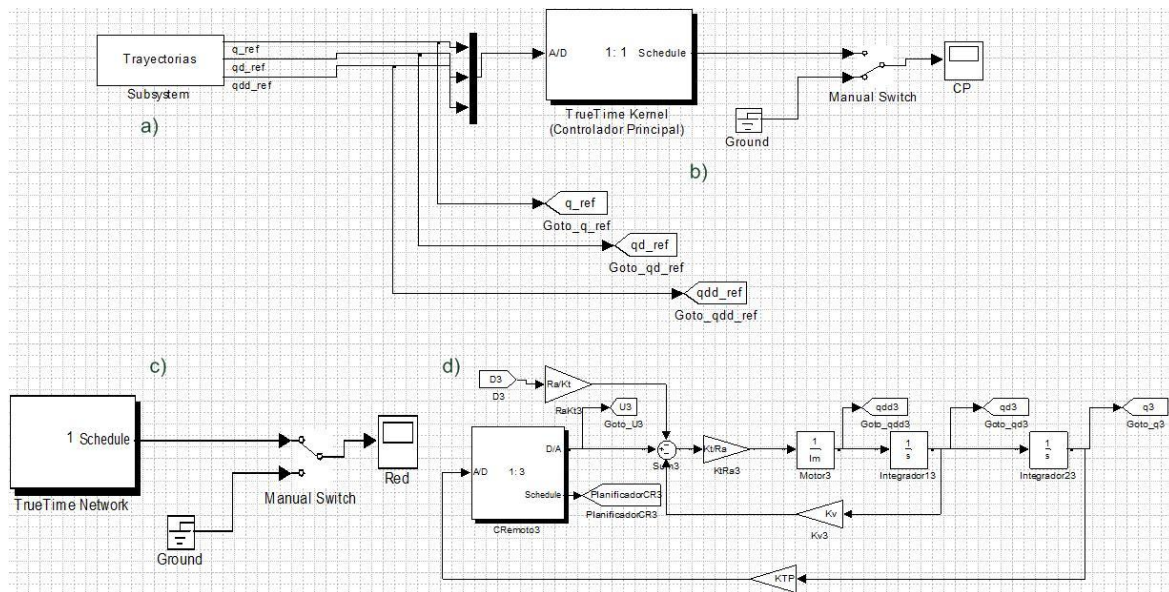 Trayectorias
q_ref
qd_ref
qdd_ref
Subsystem
a)
A/D
1: 1
Schedule
TrueTime Kernel
(Controlador Principal)
Manual Switch
CP
Ground
b)
q_ref
Goto_q_ref
qd_ref
Goto_qd_ref
qdd_ref
Goto_qdd_ref
c)
1
Schedule
TrueTime Network
Manual Switch
Red
Ground
d)
D3
D3
Ra/Kt
RaKt3
U3
Goto_U3
A/D
D/A
1: 3
Schedule
CRemoto3
PlanificadorCR3
PlanificadorCR3
Sum3
Kt/Ra
KtRa3
1
Im
Motor3
qdd3
Goto_qdd3
1
s
Integrador13
qd3
Goto_qd3
1
s
Integrador23
q3
Goto_q3
Kv
Kv3
KTP